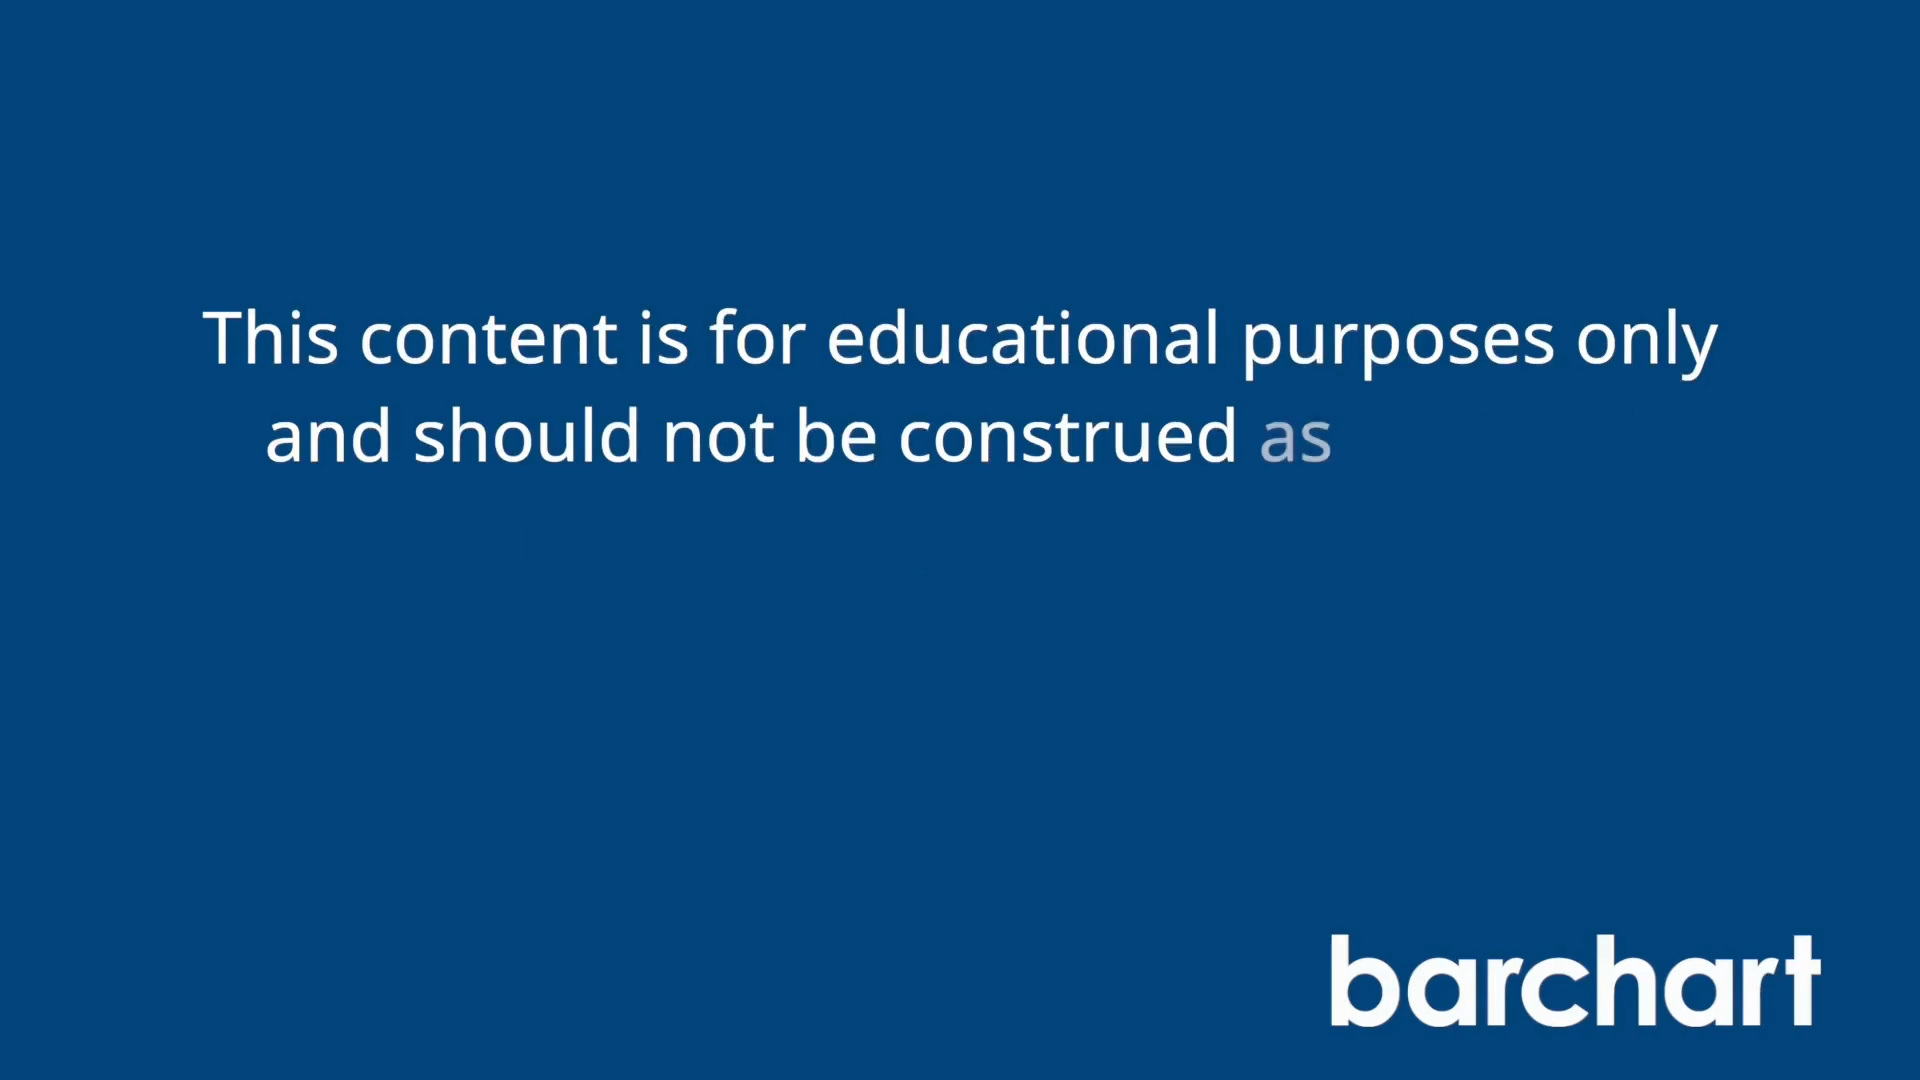 This content is for educational purposes only
and should not be construed as
barchart